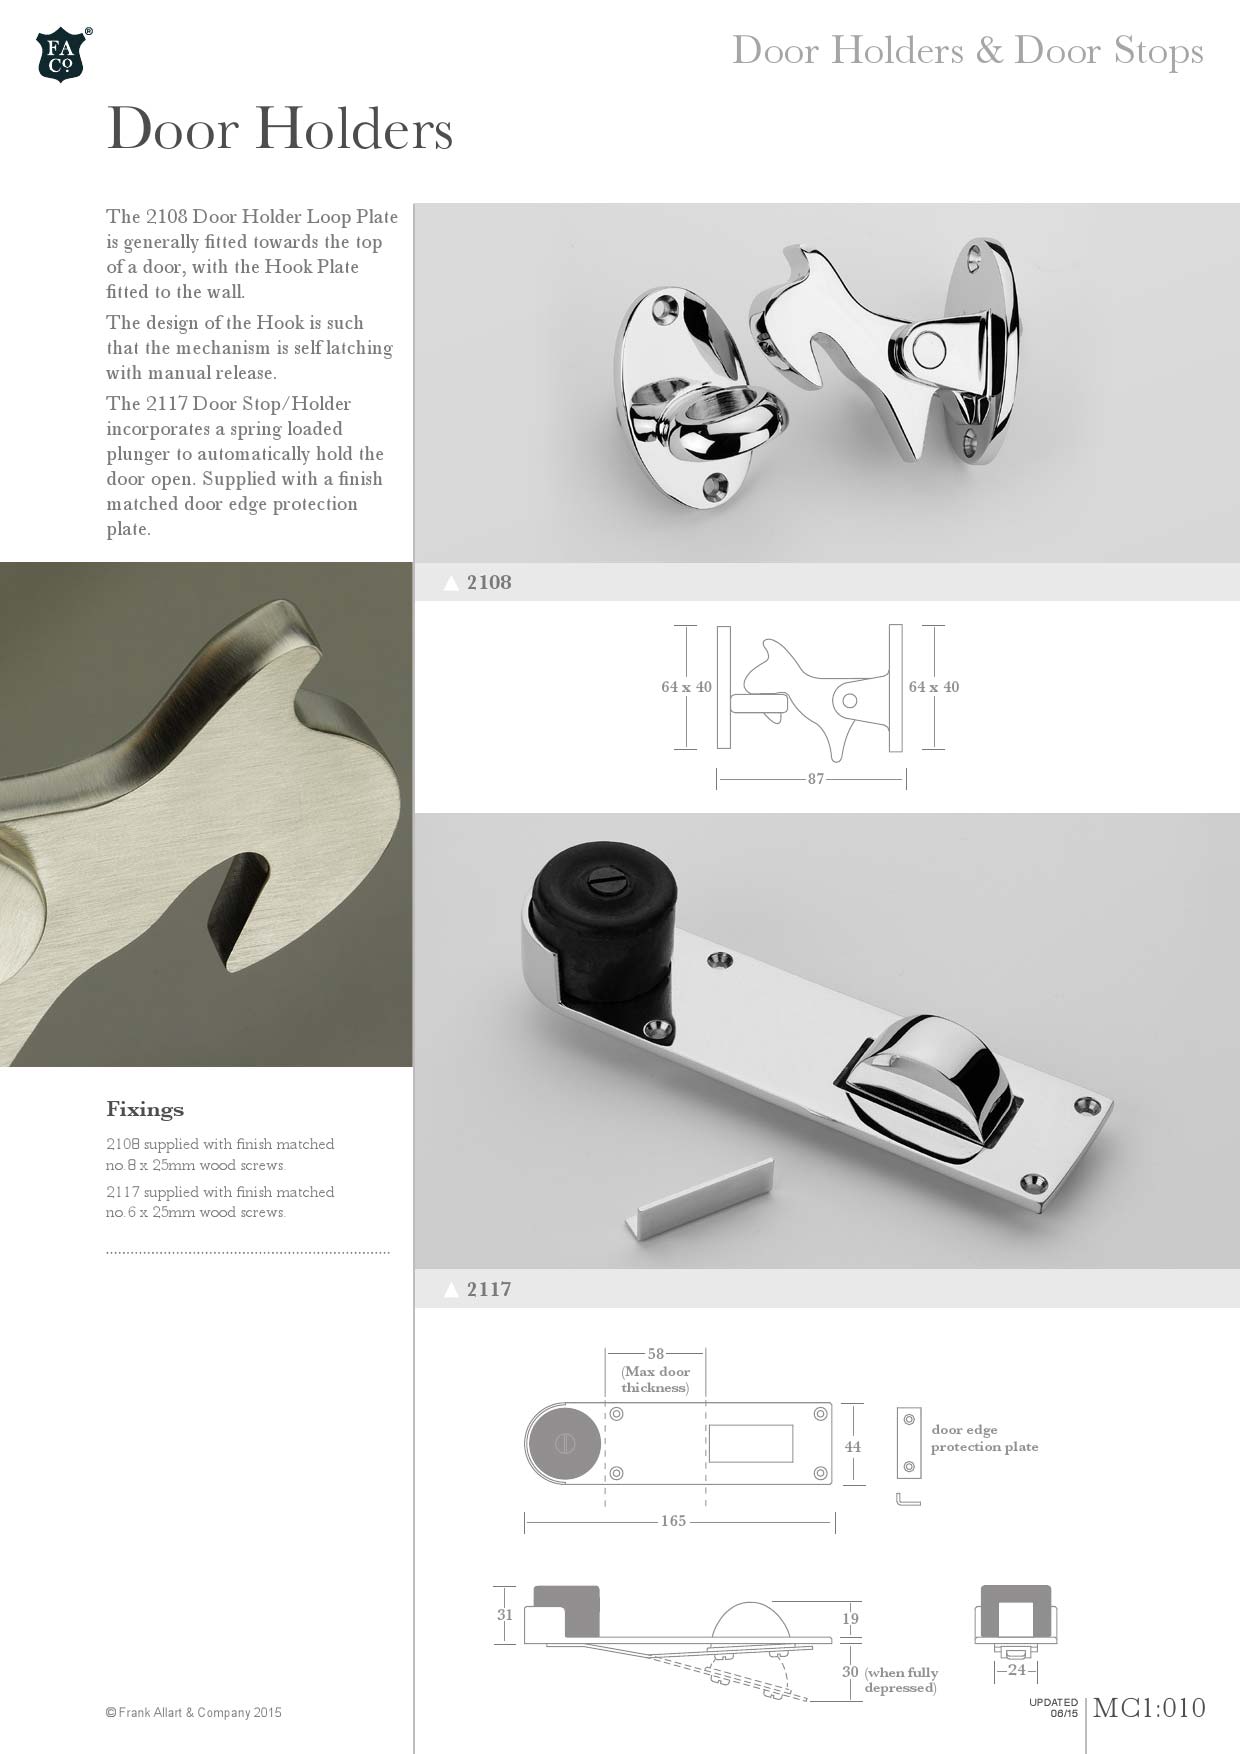 FA
Co.
®
Door Holders & Door Stops
Door Holders
The 2108 Door Holder Loop Plate
is generally fitted towards the top
of a door, with the Hook Plate
fitted to the wall.
The design of the Hook is such
that the mechanism is self latching
with manual release.
The 2117 Door Stop/Holder
incorporates a spring loaded
plunger to automatically hold the
door open. Supplied with a finish
matched door edge protection
plate.
2108
64 x 40
64 x 40
87
Fixings
2108 supplied with finish matched
no.8 x 25mm wood screws.
2117 supplied with finish matched
no.6 x 25mm wood screws.
2117
58
(Max door
thickness)
44
door edge
protection plate
165
31
19
30 (when fully
depressed)
24
© Frank Allart & Company 2015
UPDATED
06/15
MC1:010